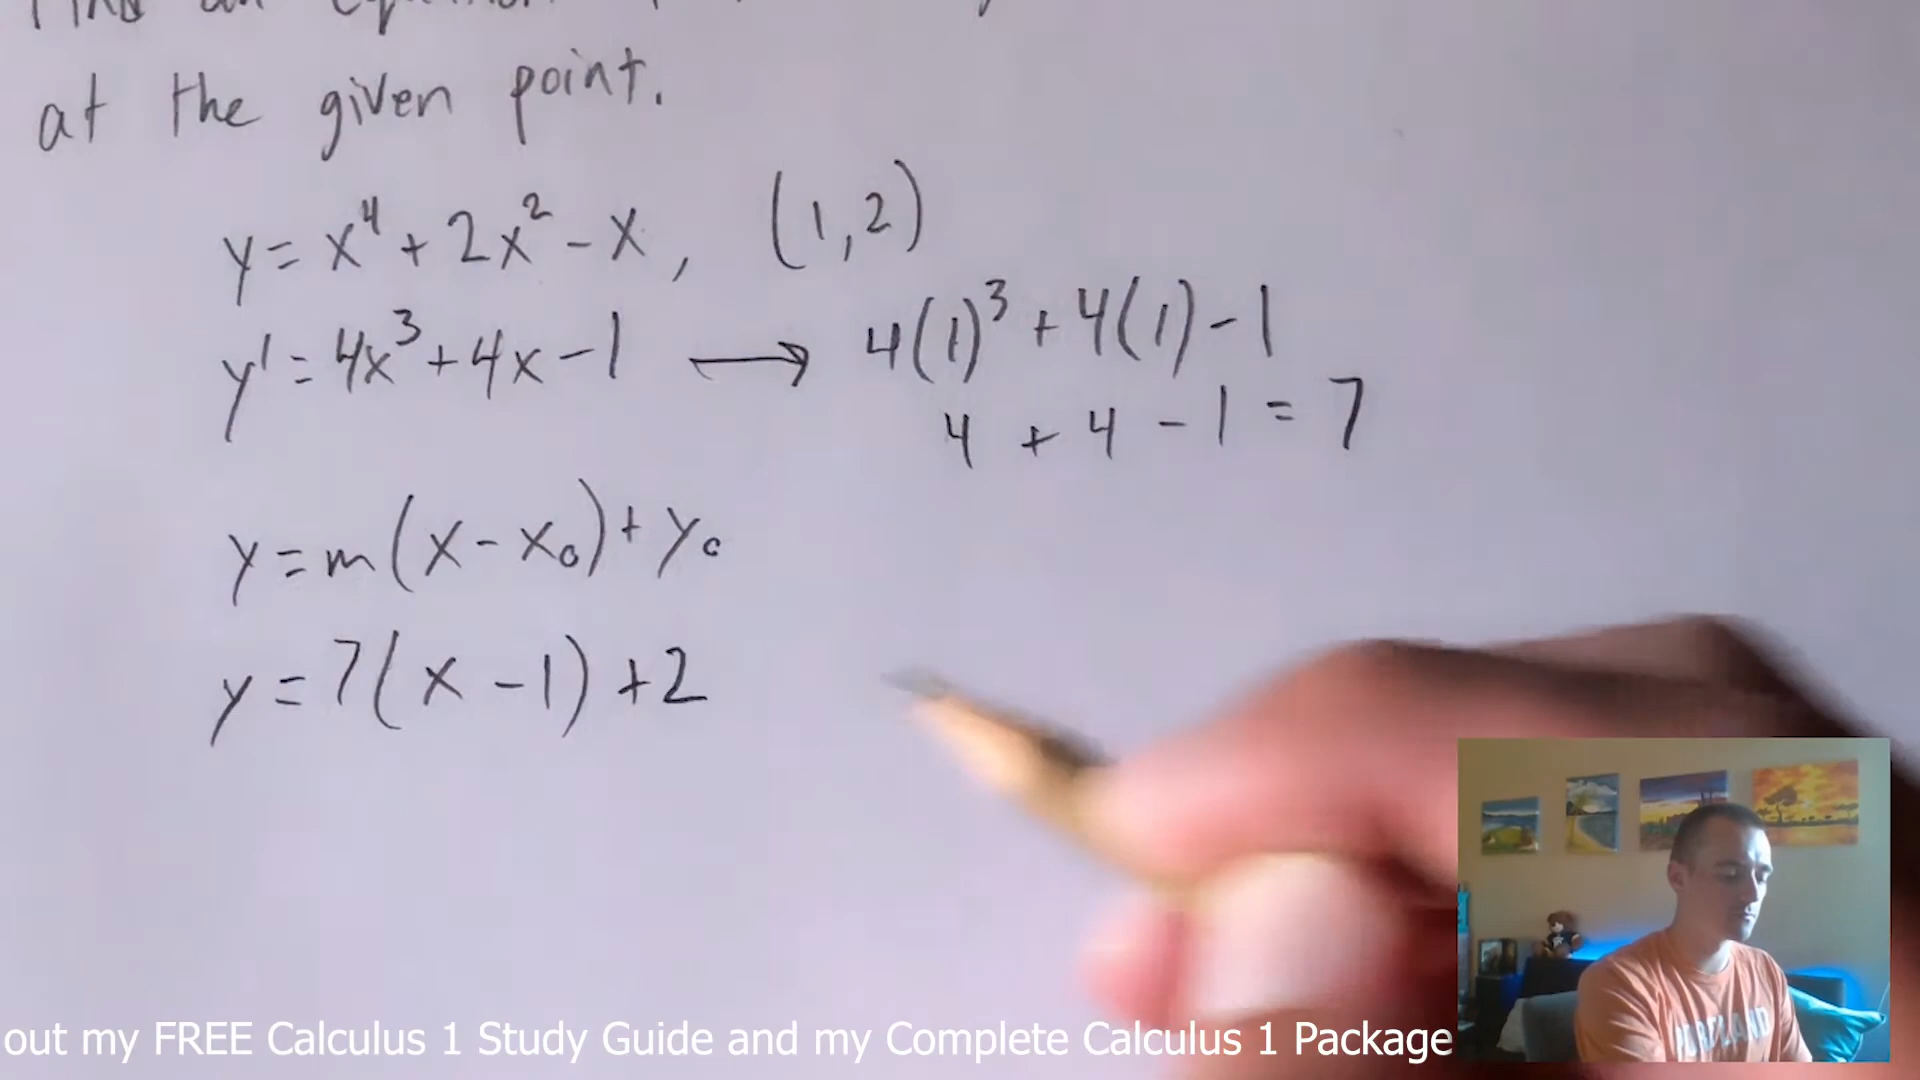 an
at the given point.
y = x⁴ + 2x² - x, (1,2)
y' = 4x³ + 4x - 1 ⟶ 4(1)³ + 4(1) - 1
4 + 4 - 1 = 7
y = m(x - x₀) + y₀
y = 7(x - 1) + 2
out my FREE Calculus 1 Study Guide and my Complete Calculus 1 Package